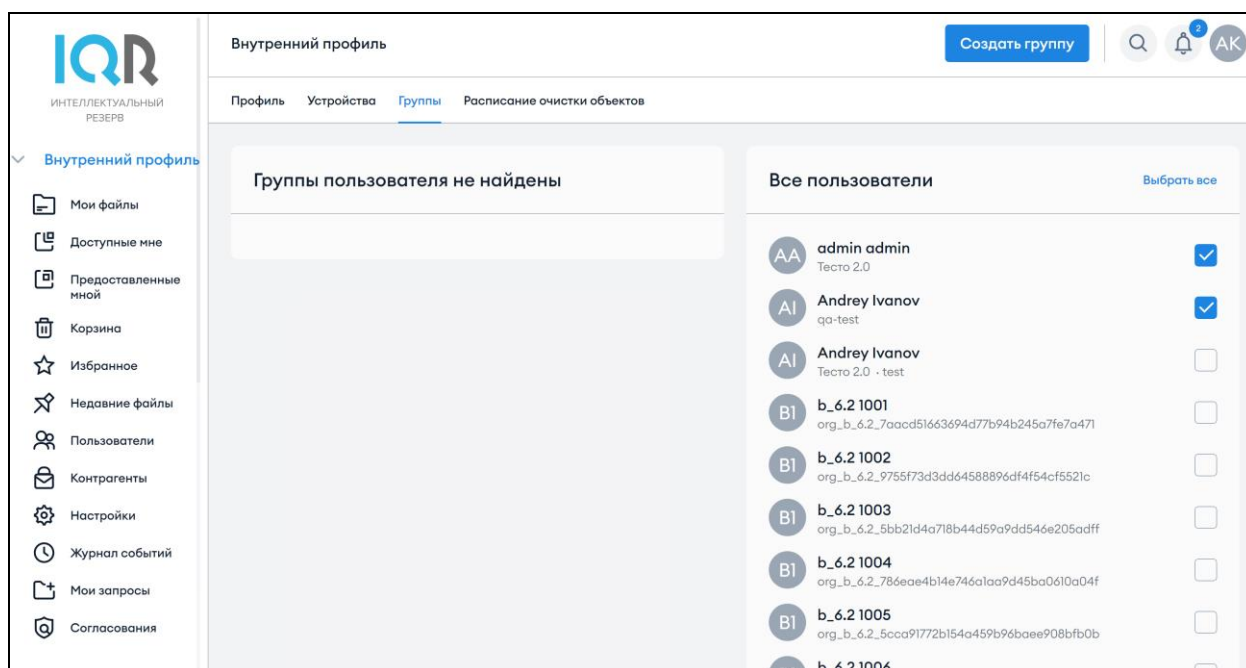 IQR
ИНТЕЛЛЕКТУАЛЬНЫЙ
РЕЗЕРВ
Внутренний профиль
Мои файлы
Доступные мне
Предоставленные
мной
Корзина
Избранное
Недавние файлы
Пользователи
Контрагенты
Настройки
Журнал событий
Мои запросы
Согласования
Внутренний профиль
Создать группу
2
AK
Профиль
Устройства
Группы
Расписание очистки объектов
Группы пользователя не найдены
Все пользователи
Выбрать все
AA
admin admin
Тесто 2.0
AI
Andrey Ivanov
qa-test
AI
Andrey Ivanov
Тесто 2.0 · test
B1
b_6.2 1001
org_b_6.2_7aacd51663694d77b94b245a7fe7a471
B1
b_6.2 1002
org_b_6.2_9755f73d3dd64588896df4f54cf5521c
B1
b_6.2 1003
org_b_6.2_5bb21d4a718b44d59a9dd546e205adff
B1
b_6.2 1004
org_b_6.2_786eae4b14e746a1aa9d45ba0610a04f
B1
b_6.2 1005
org_b_6.2_5cca91772b154a459b96baee908bfb0b
b_6.2 1006